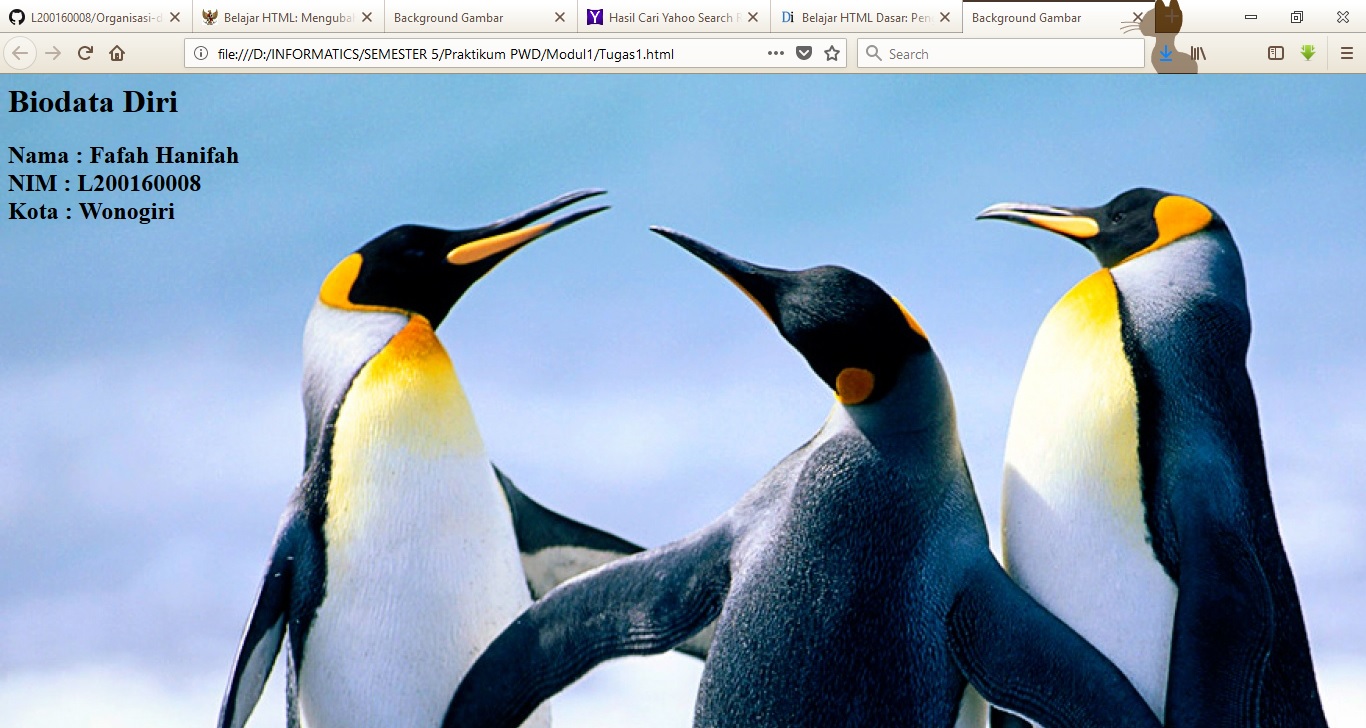 L200160008/Organisasi-d
Belajar HTML: Menguba
Background Gambar
Hasil Cari Yahoo Search
Belajar HTML Dasar: Pen
Background Gambar
file:///D:/INFORMATICS/SEMESTER 5/Praktikum PWD/Modul1/Tugas1.html
Search
Biodata Diri
Nama : Fafah Hanifah
NIM : L200160008
Kota : Wonogiri